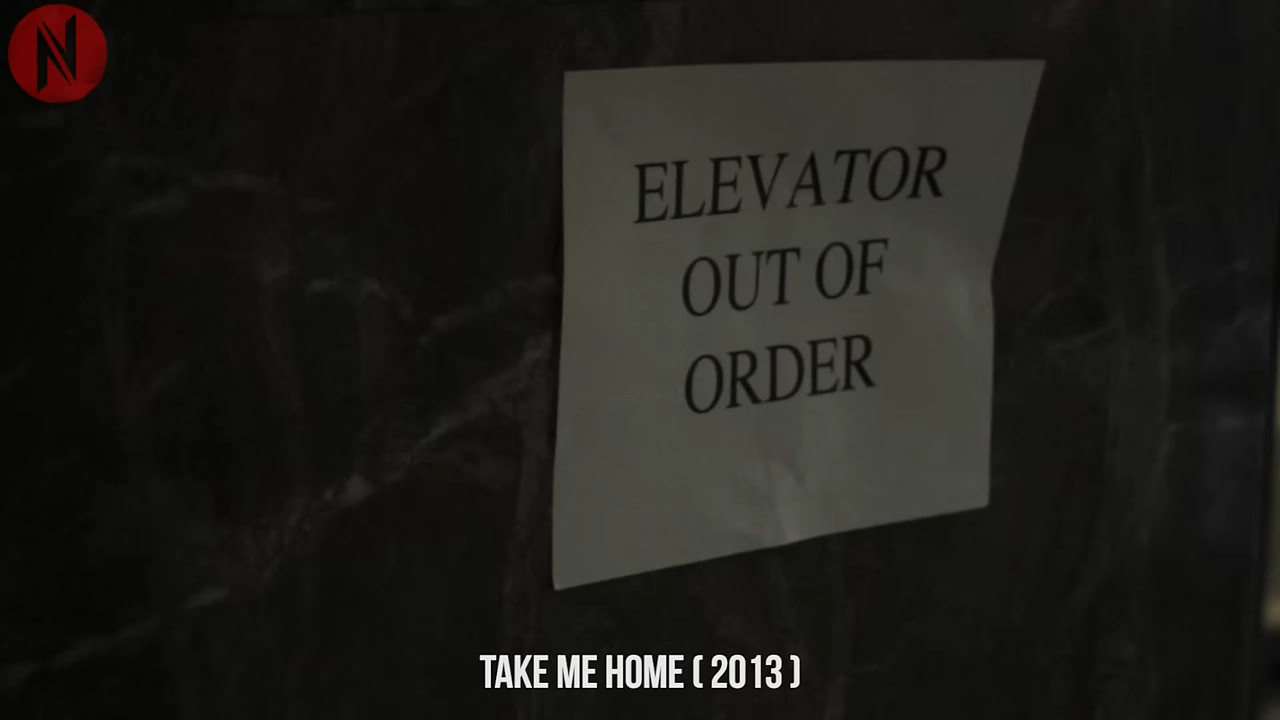 N
ELEVATOR
OUT OF
ORDER
TAKE ME HOME ( 2013 )